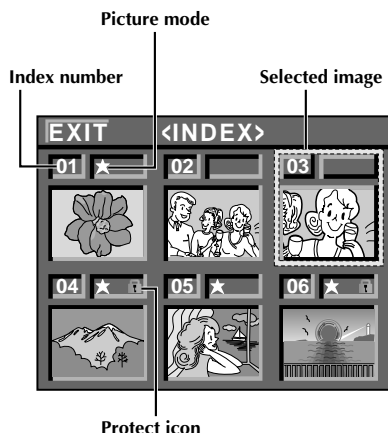 Picture mode
Index number
Selected image
EXIT <INDEX>
01 ★ 02 03
04 ★ 05 ★ 06 ★
Protect icon